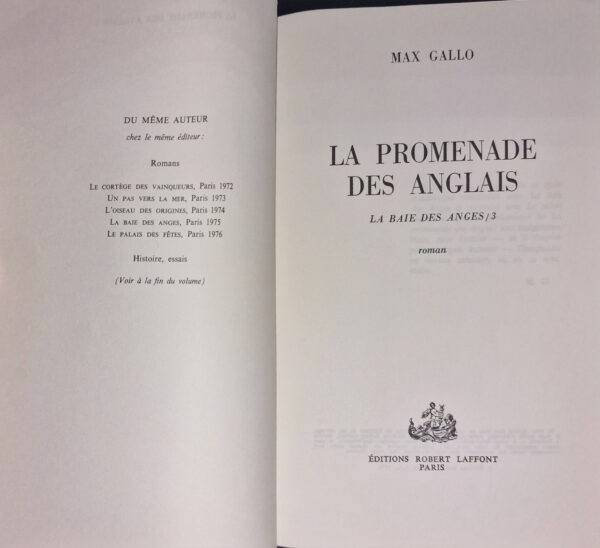 DU MÊME AUTEUR
chez le même éditeur :
Romans
LE CORTÈGE DES VAINQUEURS, Paris 1972
UN PAS VERS LA MER, Paris 1973
L'OISEAU DES ORIGINES, Paris 1974
LA BAIE DES ANGES, Paris 1975
LE PALAIS DES FÊTES, Paris 1976
Histoire, essais
(Voir à la fin du volume)
MAX GALLO
LA PROMENADE
DES ANGLAIS
LA BAIE DES ANGES/3
roman
ÉDITIONS ROBERT LAFFONT
PARIS